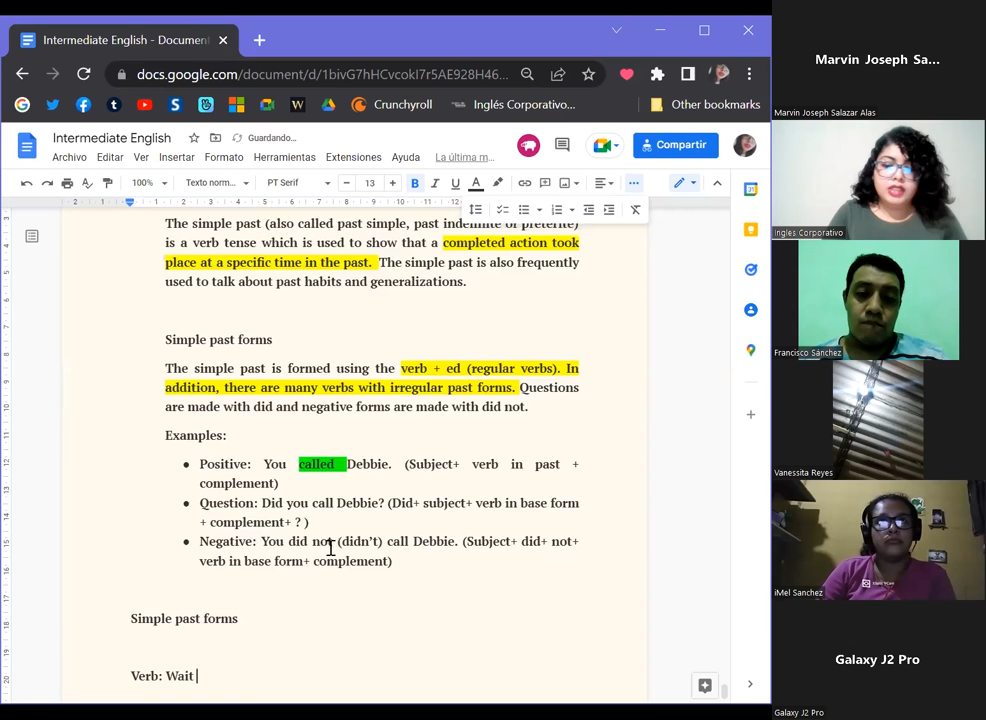 Intermediate English - Documen
docs.google.com/document/d/1bivG7hHCvcokI7r5AE928H46...
Crunchyroll
Inglés Corporativo...
Other bookmarks
Intermediate English
Guardando...
Archivo Editar Ver Insertar Formato Herramientas Extensiones Ayuda La última m...
Compartir
100% Texto norm... PT Serif 13
The simple past (also called past simple, past indefinite or preterite)
is a verb tense which is used to show that a completed action took
place at a specific time in the past. The simple past is also frequently
used to talk about past habits and generalizations.
Simple past forms
The simple past is formed using the verb + ed (regular verbs). In
addition, there are many verbs with irregular past forms. Questions
are made with did and negative forms are made with did not.
Examples:
● Positive: You called Debbie. (Subject+ verb in past +
complement)
● Question: Did you call Debbie? (Did+ subject+ verb in base form
+ complement+ ? )
● Negative: You did not (didn't) call Debbie. (Subject+ did+ not+
verb in base form+ complement)
Simple past forms
Verb: Wait
Marvin Joseph Sa...
Marvin Joseph Salazar Alas
Ingles Corporativo
Francisco Sánchez
Vanessita Reyes
iMel Sanchez
Galaxy J2 Pro
Galaxy J2 Pro